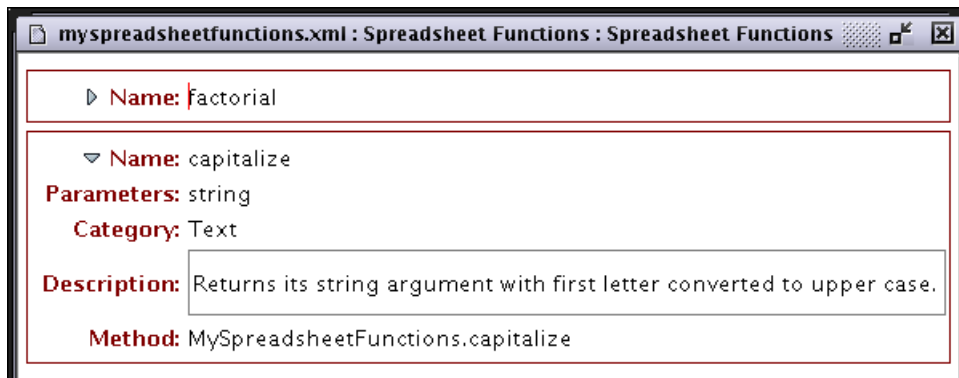 myspreadsheetfunctions.xml : Spreadsheet Functions : Spreadsheet Functions
Name: factorial
Name: capitalize
Parameters: string
Category: Text
Description: Returns its string argument with first letter converted to upper case.
Method: MySpreadsheetFunctions.capitalize